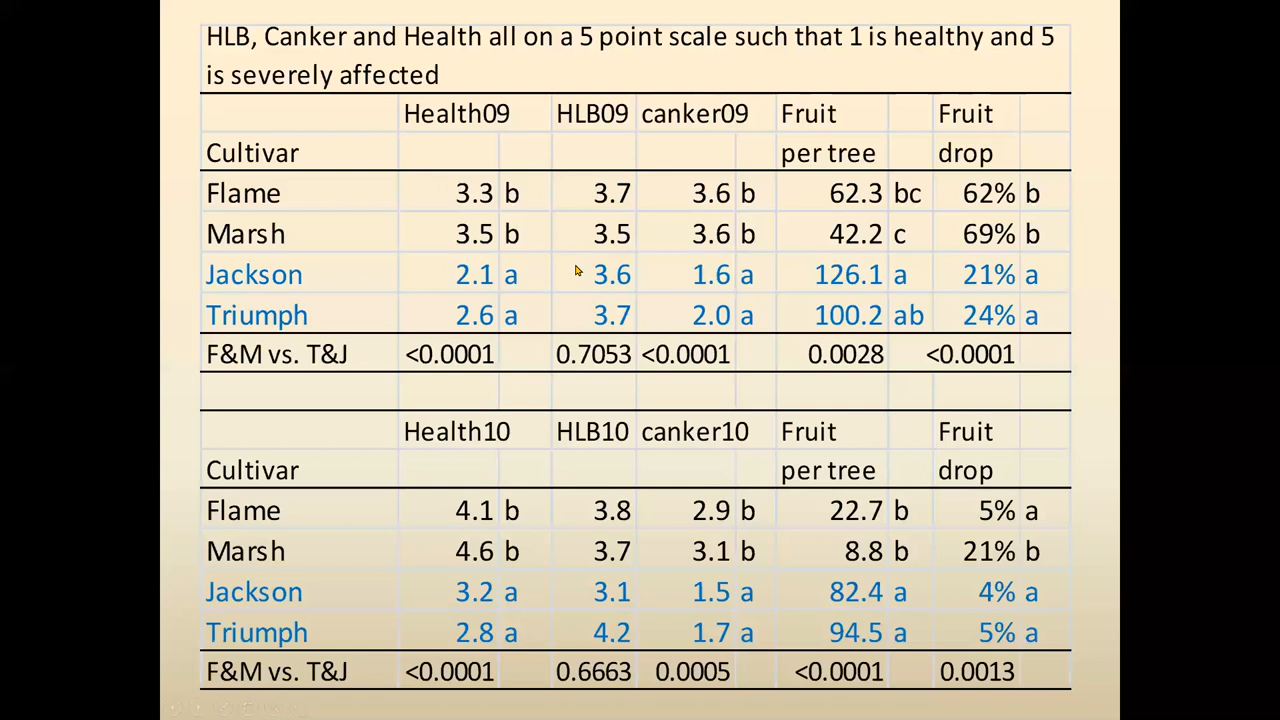 HLB, Canker and Health all on a 5 point scale such that 1 is healthy and 5
is severely affected
Health09 HLB09 canker09 Fruit Fruit
Cultivar per tree drop
Flame 3.3 b 3.7 3.6 b 62.3 bc 62% b
Marsh 3.5 b 3.5 3.6 b 42.2 c 69% b
Jackson 2.1 a 3.6 1.6 a 126.1 a 21% a
Triumph 2.6 a 3.7 2.0 a 100.2 ab 24% a
F&M vs. T&J <0.0001 0.7053 <0.0001 0.0028 <0.0001
Health10 HLB10 canker10 Fruit Fruit
Cultivar per tree drop
Flame 4.1 b 3.8 2.9 b 22.7 b 5% a
Marsh 4.6 b 3.7 3.1 b 8.8 b 21% b
Jackson 3.2 a 3.1 1.5 a 82.4 a 4% a
Triumph 2.8 a 4.2 1.7 a 94.5 a 5% a
F&M vs. T&J <0.0001 0.6663 0.0005 <0.0001 0.0013